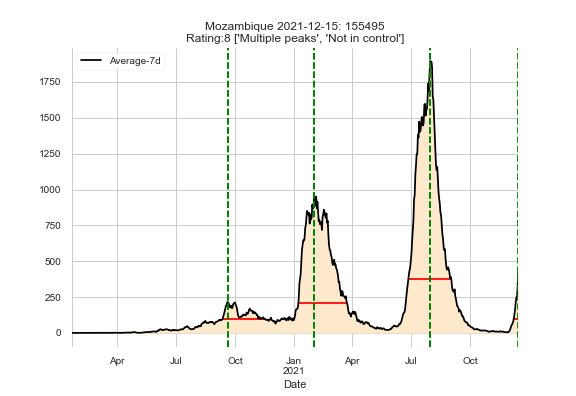 Mozambique 2021-12-15: 155495
Rating:8 ['Multiple peaks', 'Not in control']
Average-7d
1750
1500
1250
1000
750
500
250
0
Apr Jul Oct Jan Apr Jul Oct
2021
Date